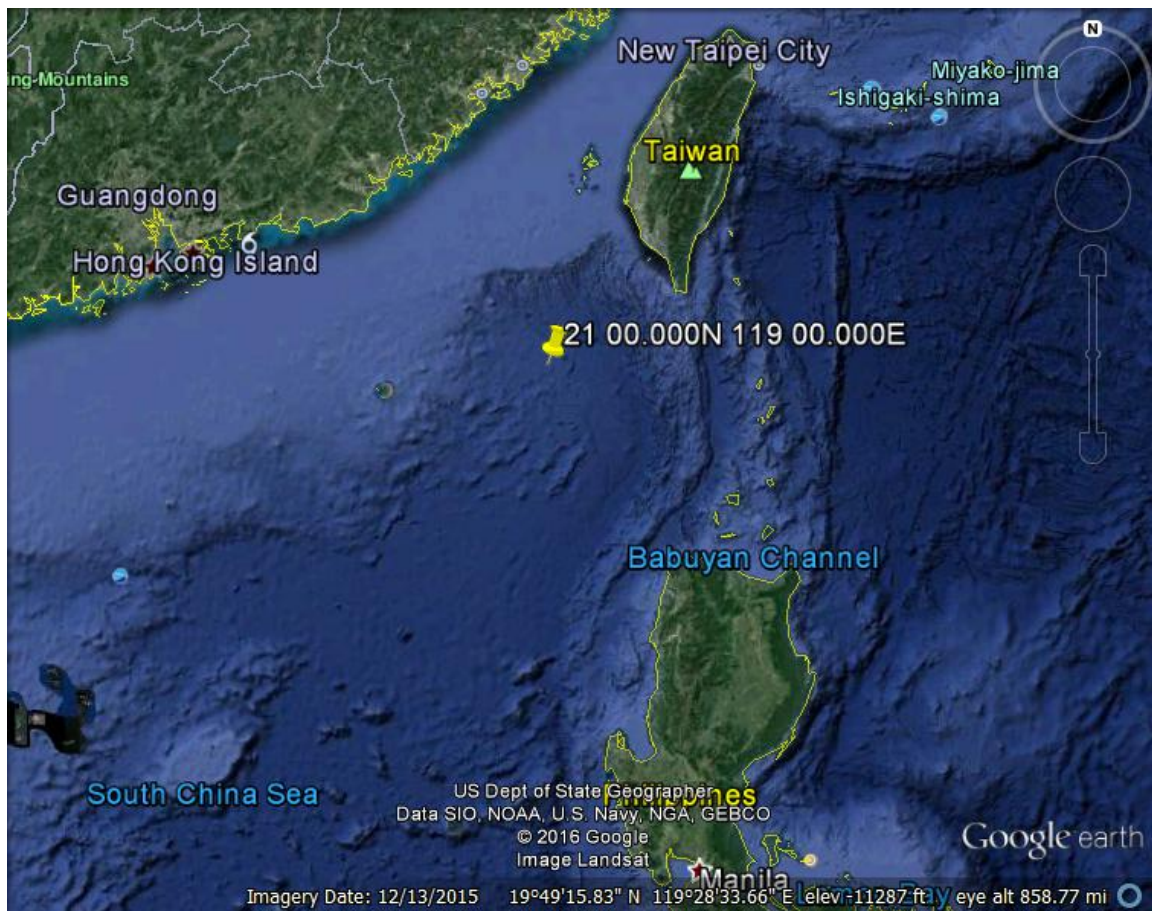 New Taipei City
N
Miyako-jima
ing-Mountains
Ishigaki-shima
Taiwan
Guangdong
6
Hong Kong Island
21 00.000N 119 00.000E
Babuyan Channel
South China Sea
US Dept of State Geographer
Philippines
Data SIO, NOAA, U.S. Navy, NGA, GEBCO
© 2016 Google
Image Landsat
Google earth
Manila
Imagery Date: 12/13/2015 19°49'15.83" N 119°28'33.66" E elev -11287 ft eye alt 858.77 mi
Bay